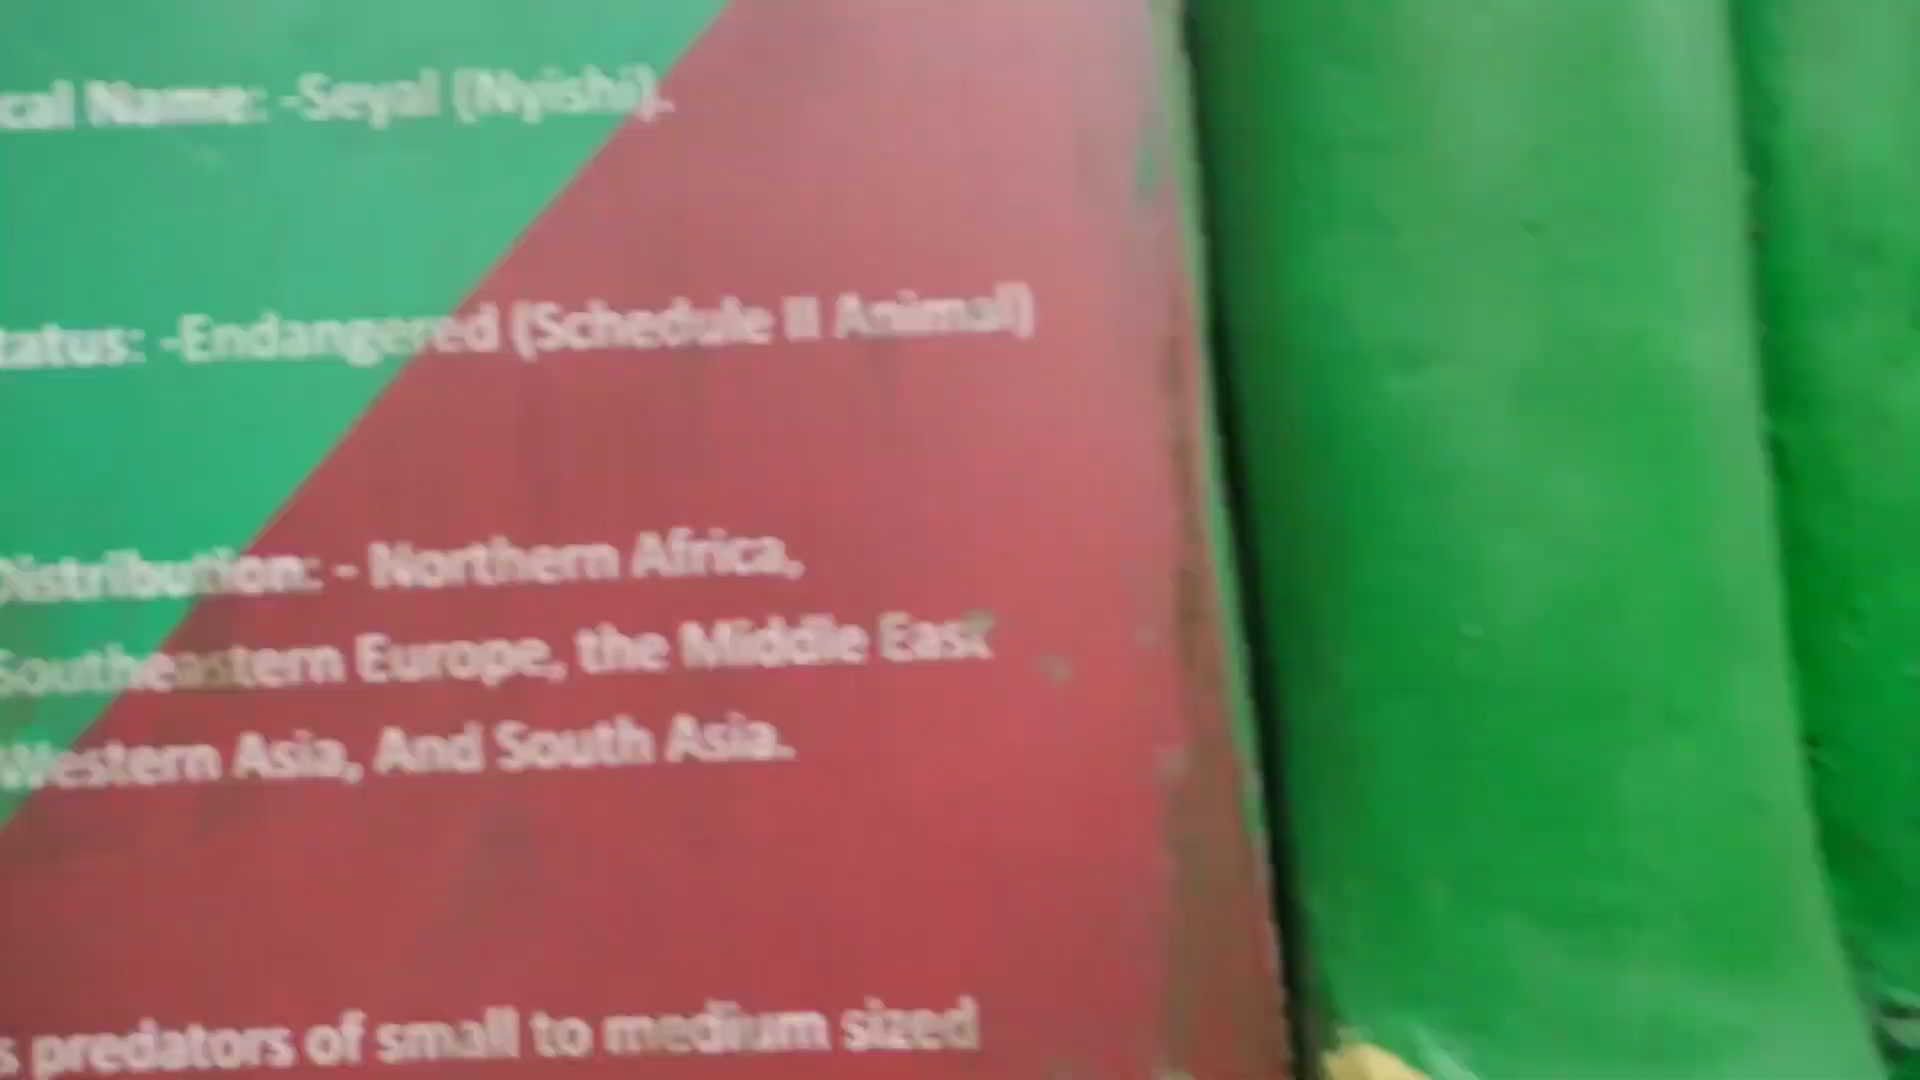 cal Name: -Seyal (Nyishi).
tatus: -Endangered (Schedule II Animal)
Distribution: - Northern Africa,
Southeastern Europe, the Middle East
Western Asia, And South Asia.
s predators of small to medium sized